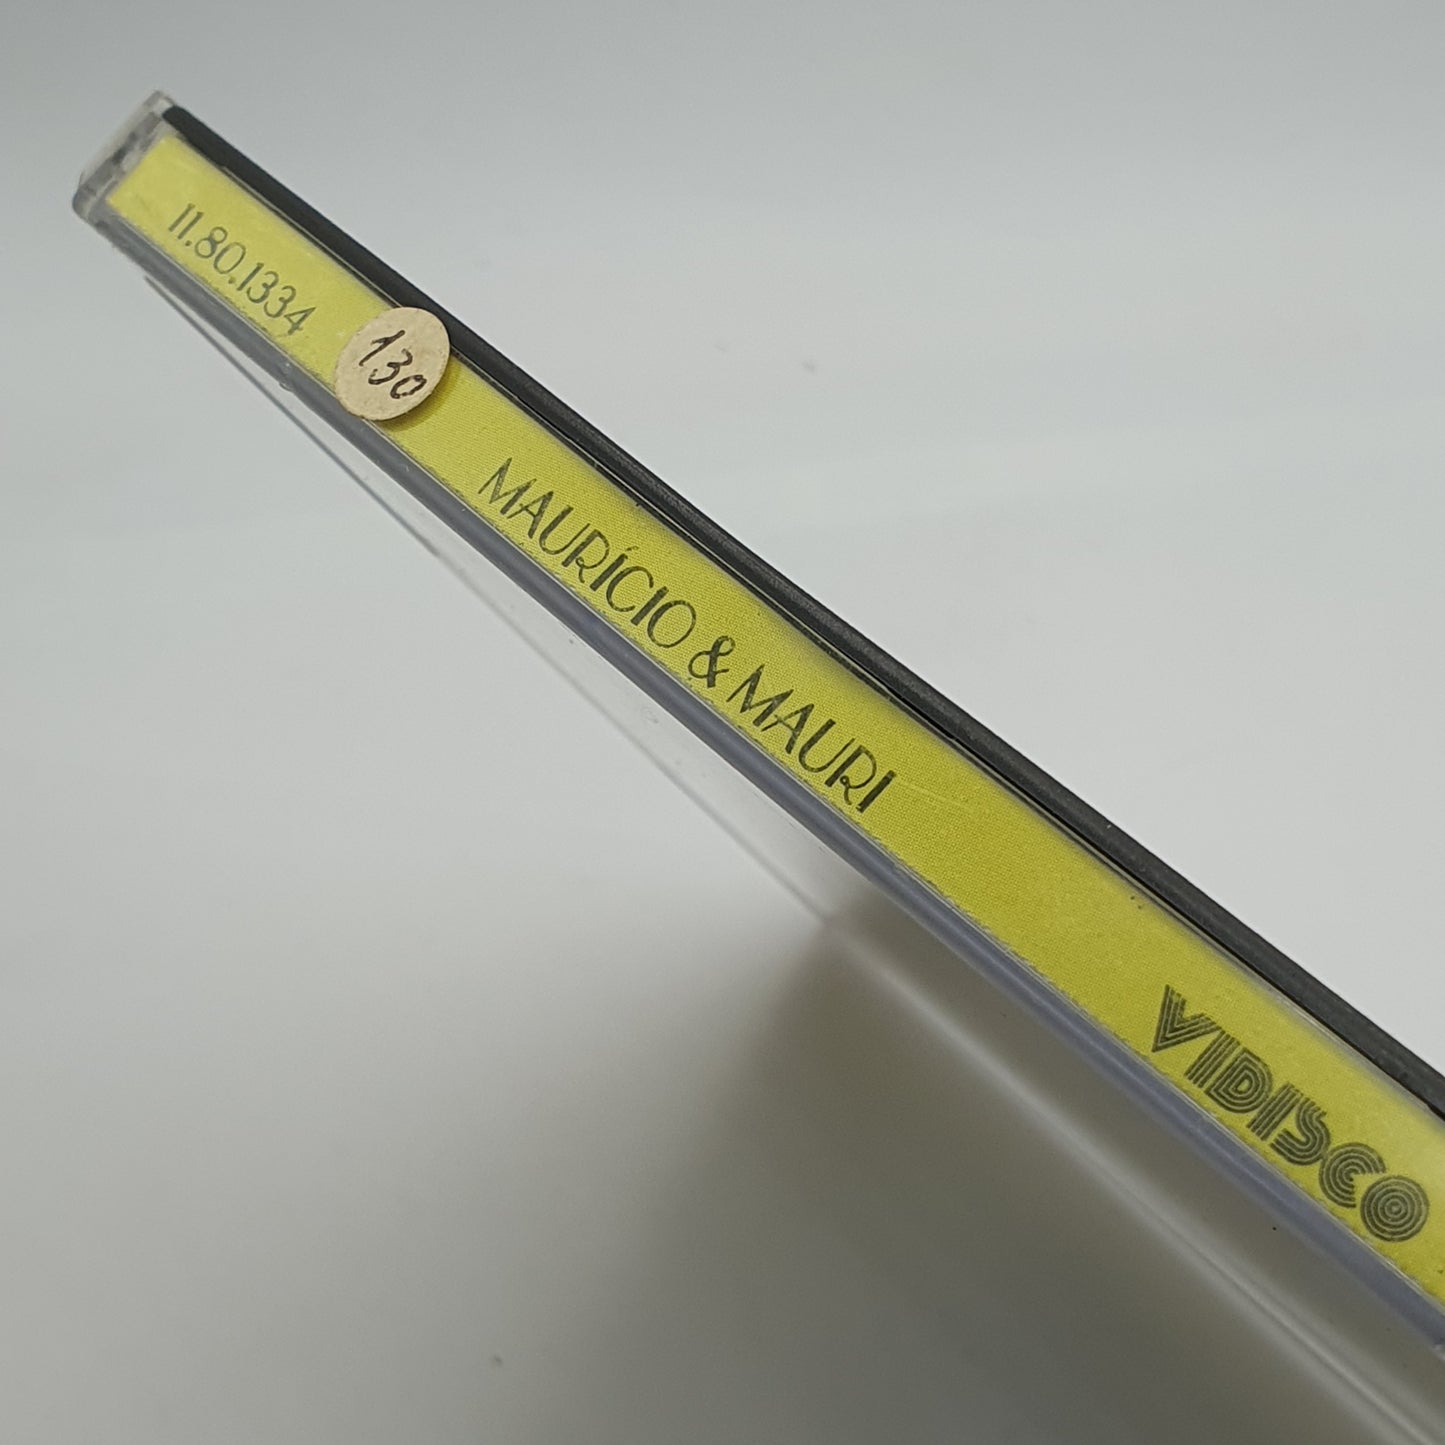 11.80.1334
130
MAURÍCIO & MAURI
VIDISCO